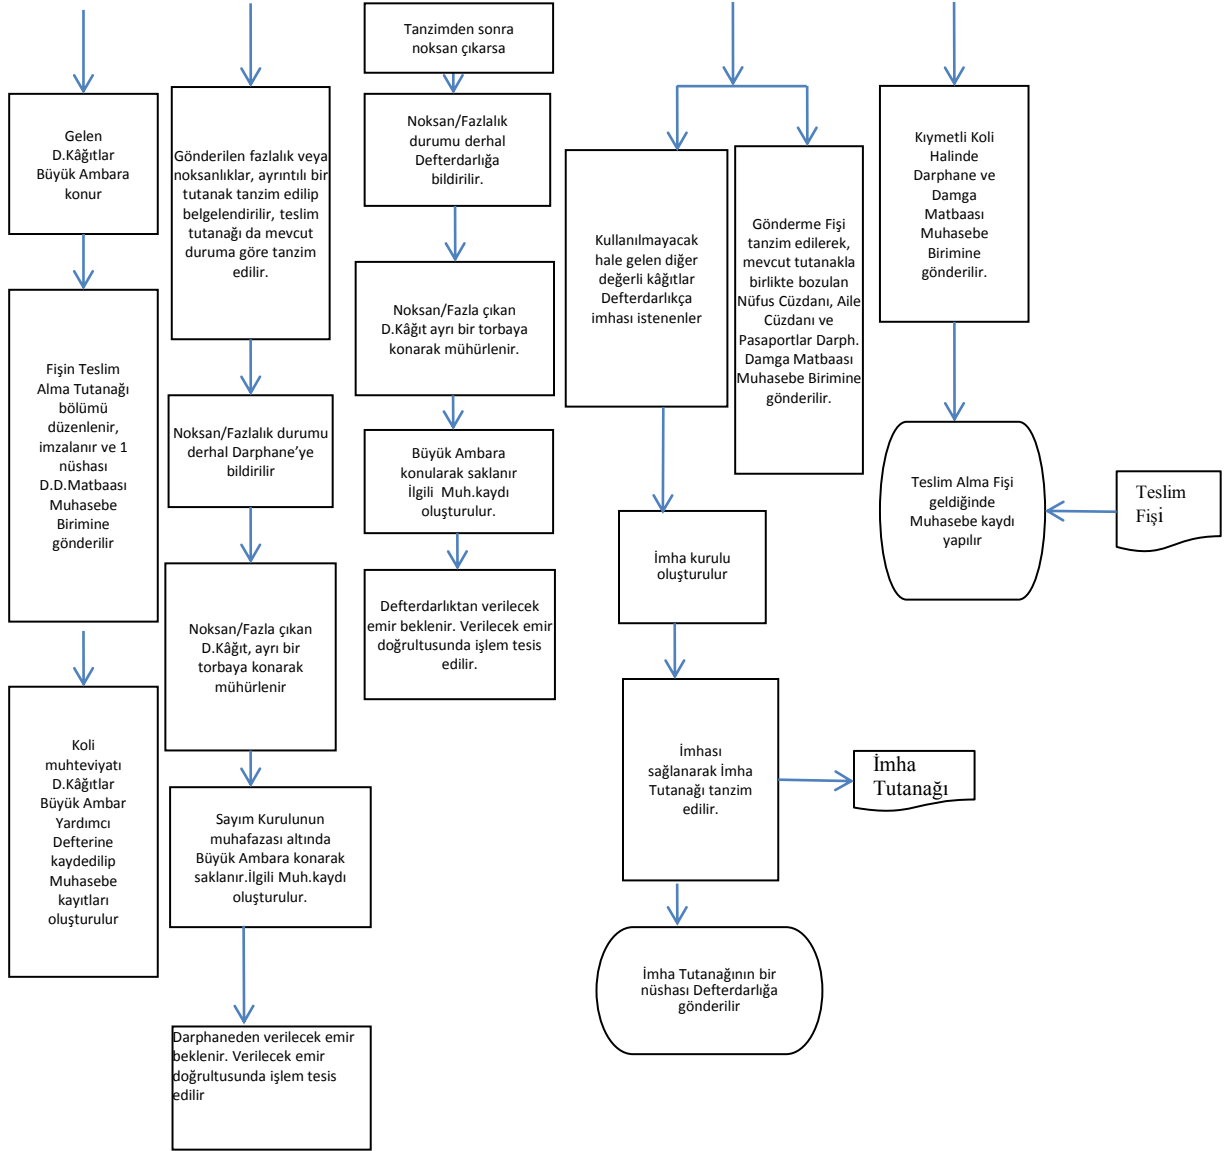 Gelen
D.Kâğıtlar
Büyük Ambara
konur
Fişin Teslim
Alma Tutanağı
bölümü
düzenlenir,
imzalanır ve 1
nüshası
D.D.Matbaası
Muhasebe
Birimine
gönderilir
Koli
muhteviyatı
D.Kâğıtlar
Büyük Ambar
Yardımcı
Defterine
kaydedilip
Muhasebe
kayıtları
oluşturulur
Gönderilen fazlalık veya
noksanlıklar, ayrıntılı bir
tutanak tanzim edilip
belgelendirilir, teslim
tutanağı da mevcut
duruma göre tanzim
edilir.
Noksan/Fazlalık durumu
derhal Darphane’ye
bildirilir
Noksan/Fazla çıkan
D.Kâğıt, ayrı bir
torbaya konarak
mühürlenir
Sayım Kurulunun
muhafazası altında
Büyük Ambara konarak
saklanır.İlgili Muh.kaydı
oluşturulur.
Darphaneden verilecek emir
beklenir. Verilecek emir
doğrultusunda işlem tesis
edilir
Tanzimden sonra
noksan çıkarsa
Noksan/Fazlalık
durumu derhal
Defterdarlığa
bildirilir.
Noksan/Fazla çıkan
D.Kâğıt ayrı bir torbaya
konarak mühürlenir.
Büyük Ambara
konularak saklanır
İlgili Muh.kaydı
oluşturulur.
Defterdarlıktan verilecek
emir beklenir. Verilecek emir
doğrultusunda işlem tesis
edilir.
Kullanılmayacak
hale gelen diğer
değerli kâğıtlar
Defterdarlıkça
imhası istenenler
İmha kurulu
oluşturulur
İmhası
sağlanarak İmha
Tutanağı tanzim
edilir.
İmha
Tutanağı
İmha Tutanağının bir
nüshası Defterdarlığa
gönderilir
Gönderme Fişi
tanzim edilerek,
mevcut tutanakla
birlikte bozulan
Nüfus Cüzdanı, Aile
Cüzdanı ve
Pasaportlar Darph.
Damga Matbaası
Muhasebe Birimine
gönderilir.
Kıymetli Koli
Halinde
Darphane ve
Damga
Matbaası
Muhasebe
Birimine
gönderilir.
Teslim Alma Fişi
geldiğinde
Muhasebe kaydı
yapılır
Teslim
Fişi